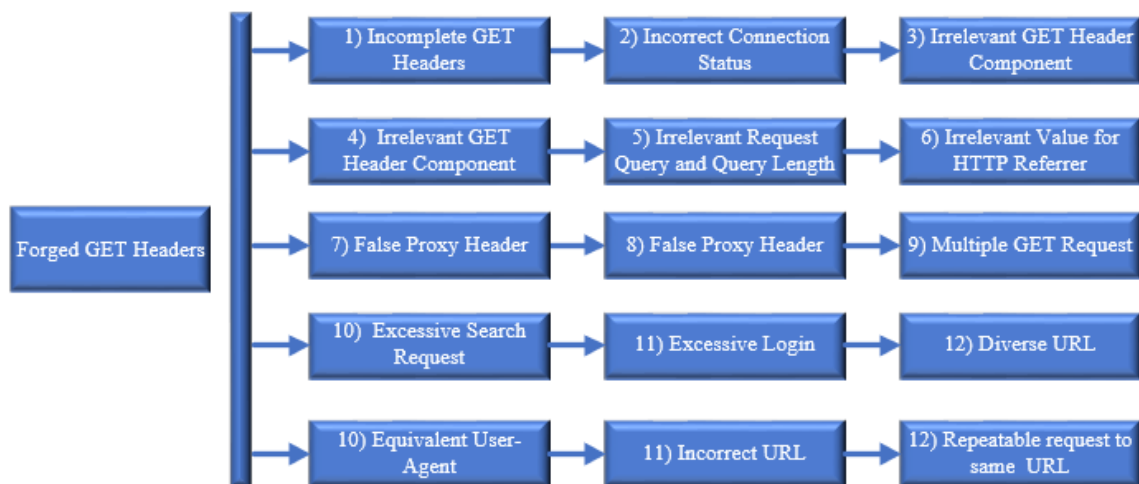 1) Incomplete GET
Headers
2) Incorrect Connection
Status
3) Irrelevant GET Header
Component
4) Irrelevant GET
Header Component
5) Irrelevant Request
Query and Query Length
6) Irrelevant Value for
HTTP Referrer
Forged GET Headers
7) False Proxy Header
8) False Proxy Header
9) Multiple GET Request
10) Excessive Search
Request
11) Excessive Login
12) Diverse URL
10) Equivalent User-
Agent
11) Incorrect URL
12) Repeatable request to
same URL